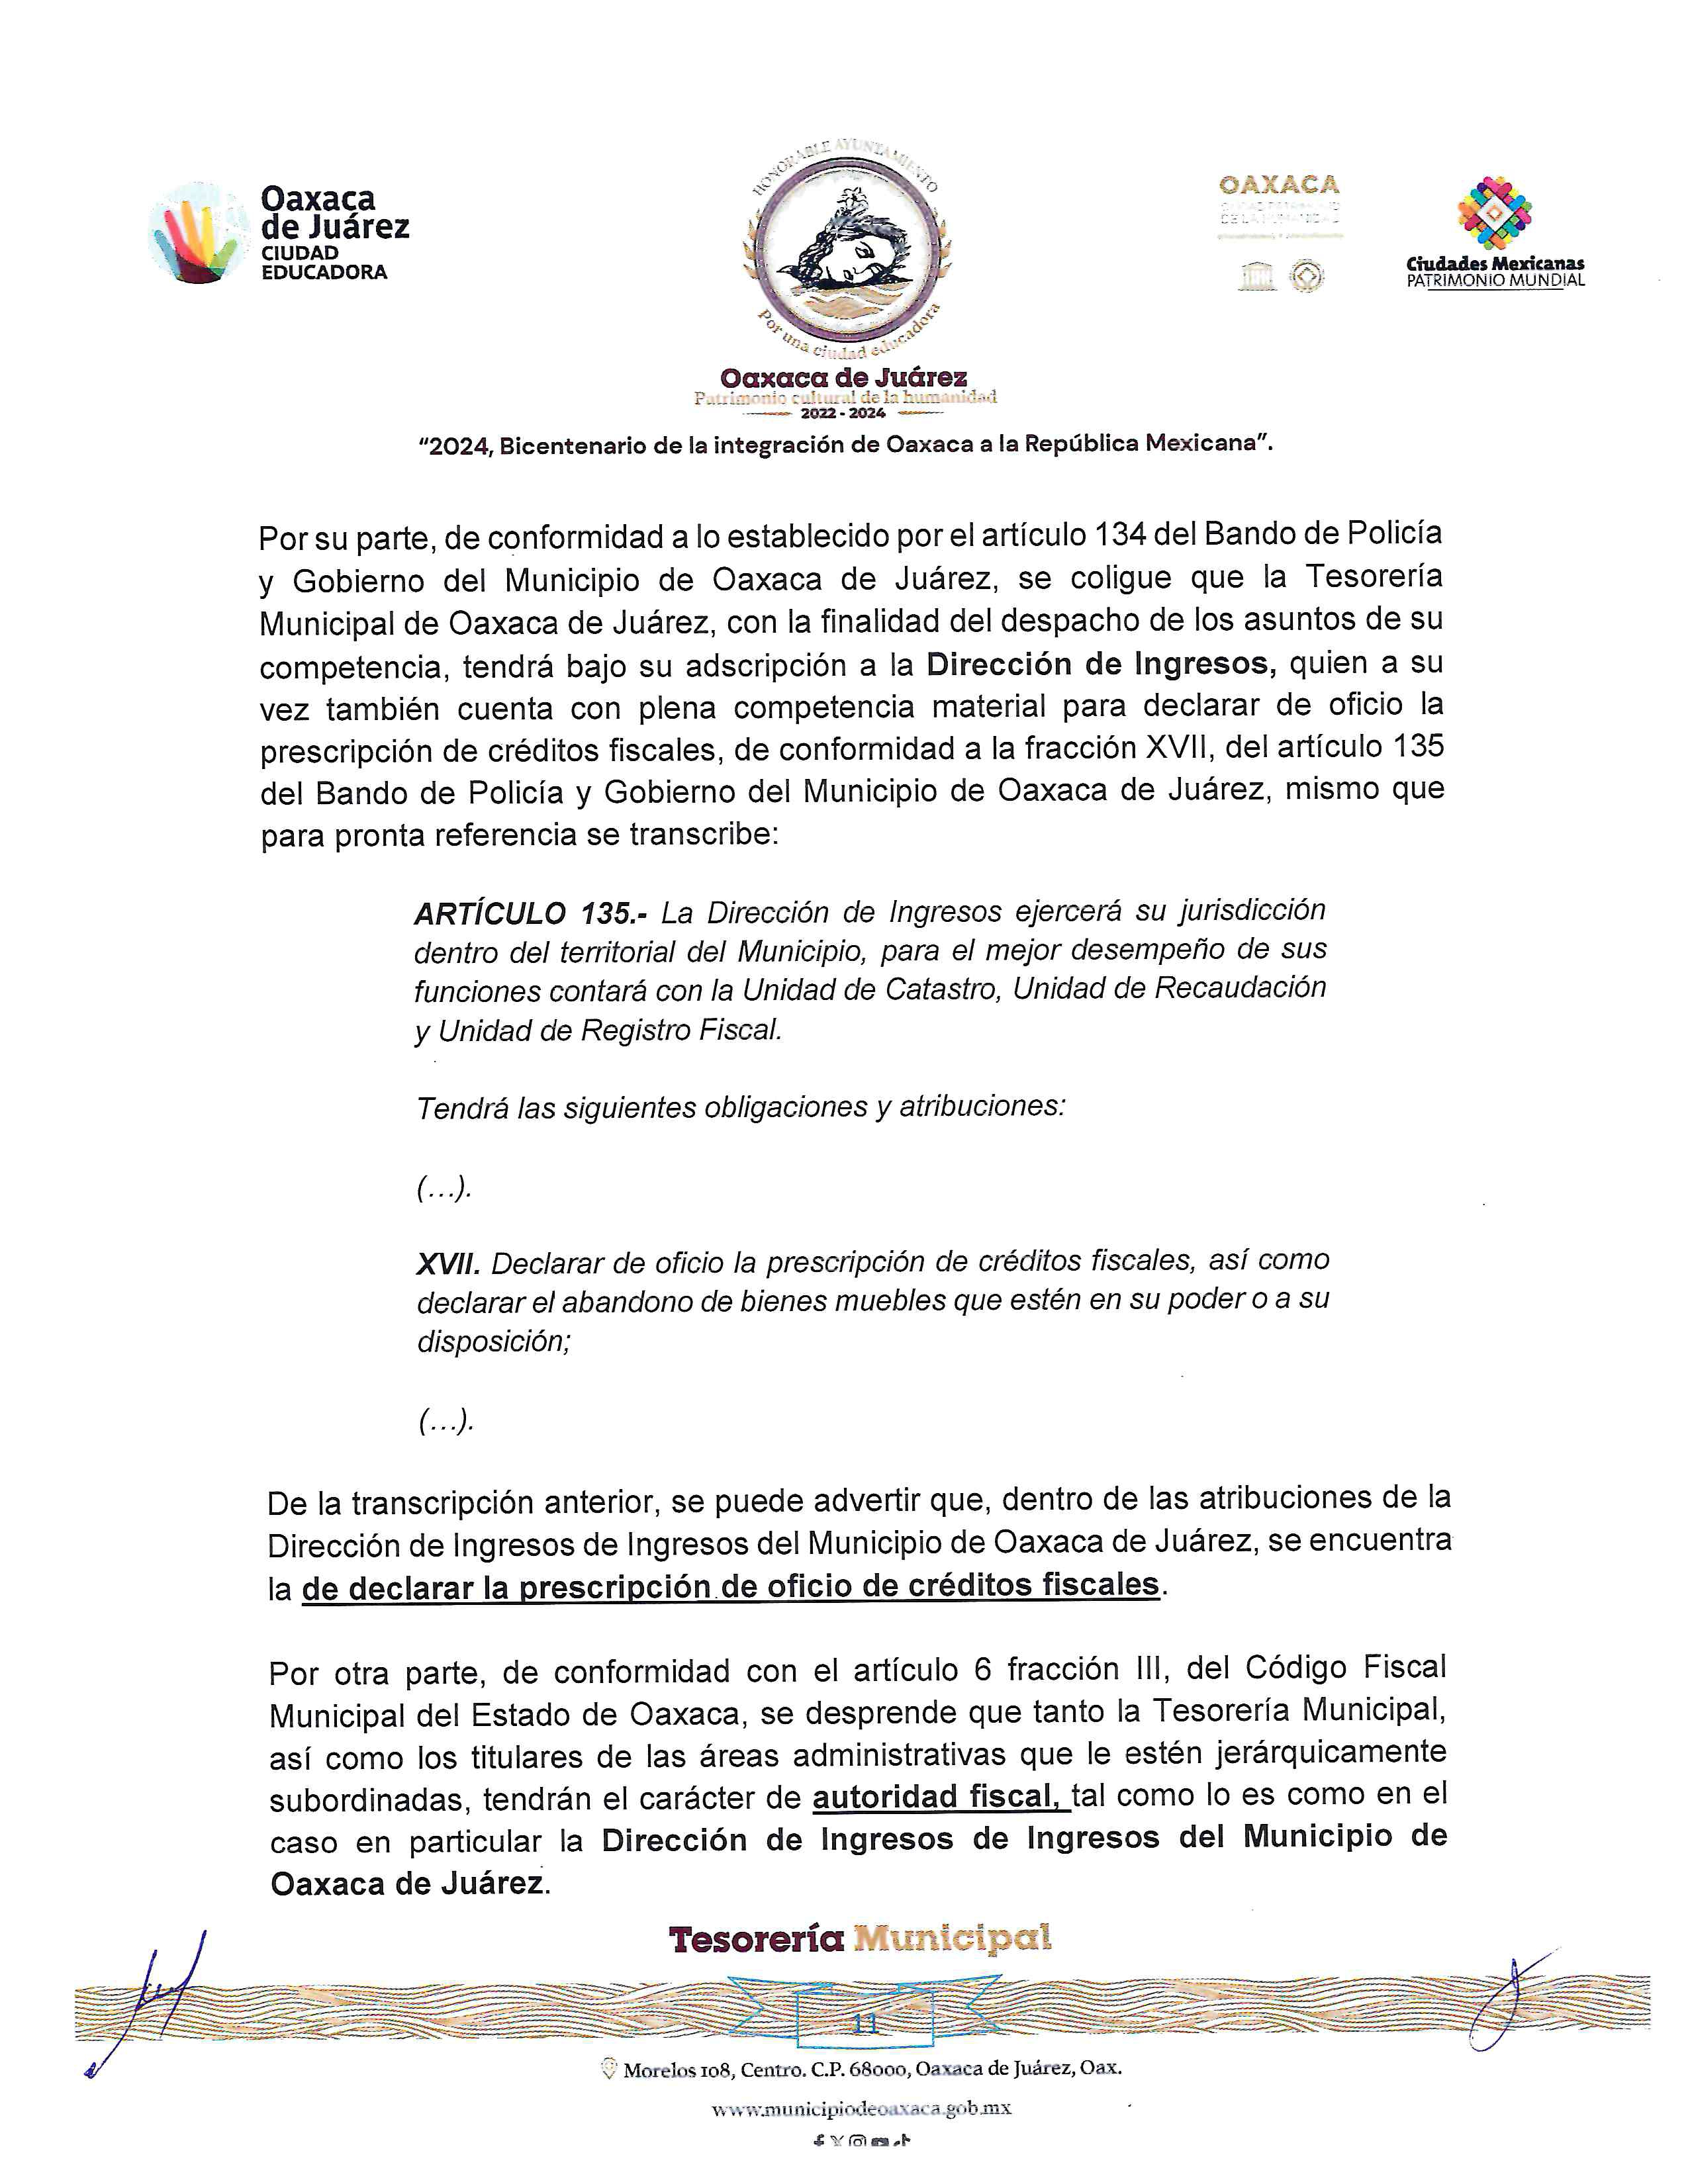 Oaxaca
de Juárez
CIUDAD
EDUCADORA
HONORABLE AYUNTAMIENTO
Por una ciudad educadora
Oaxaca de Juárez
Patrimonio cultural de la humanidad
2022 - 2024
OAXACA
Ciudades Mexicanas
PATRIMONIO MUNDIAL
“2024, Bicentenario de la integración de Oaxaca a la República Mexicana”.
Por su parte, de conformidad a lo establecido por el artículo 134 del Bando de Policía
y Gobierno del Municipio de Oaxaca de Juárez, se coligue que la Tesorería
Municipal de Oaxaca de Juárez, con la finalidad del despacho de los asuntos de su
competencia, tendrá bajo su adscripción a la Dirección de Ingresos, quien a su
vez también cuenta con plena competencia material para declarar de oficio la
prescripción de créditos fiscales, de conformidad a la fracción XVII, del artículo 135
del Bando de Policía y Gobierno del Municipio de Oaxaca de Juárez, mismo que
para pronta referencia se transcribe:
ARTÍCULO 135.- La Dirección de Ingresos ejercerá su jurisdicción
dentro del territorial del Municipio, para el mejor desempeño de sus
funciones contará con la Unidad de Catastro, Unidad de Recaudación
y Unidad de Registro Fiscal.
Tendrá las siguientes obligaciones y atribuciones:
(...).
XVII. Declarar de oficio la prescripción de créditos fiscales, así como
declarar el abandono de bienes muebles que estén en su poder o a su
disposición;
(...).
De la transcripción anterior, se puede advertir que, dentro de las atribuciones de la
Dirección de Ingresos de Ingresos del Municipio de Oaxaca de Juárez, se encuentra
la de declarar la prescripción de oficio de créditos fiscales.
Por otra parte, de conformidad con el artículo 6 fracción III, del Código Fiscal
Municipal del Estado de Oaxaca, se desprende que tanto la Tesorería Municipal,
así como los titulares de las áreas administrativas que le estén jerárquicamente
subordinadas, tendrán el carácter de autoridad fiscal, tal como lo es como en el
caso en particular la Dirección de Ingresos de Ingresos del Municipio de
Oaxaca de Juárez.
Tesorería Municipal
11
Morelos 108, Centro. C.P. 68000, Oaxaca de Juárez, Oax.
www.municipiodeoaxaca.gob.mx